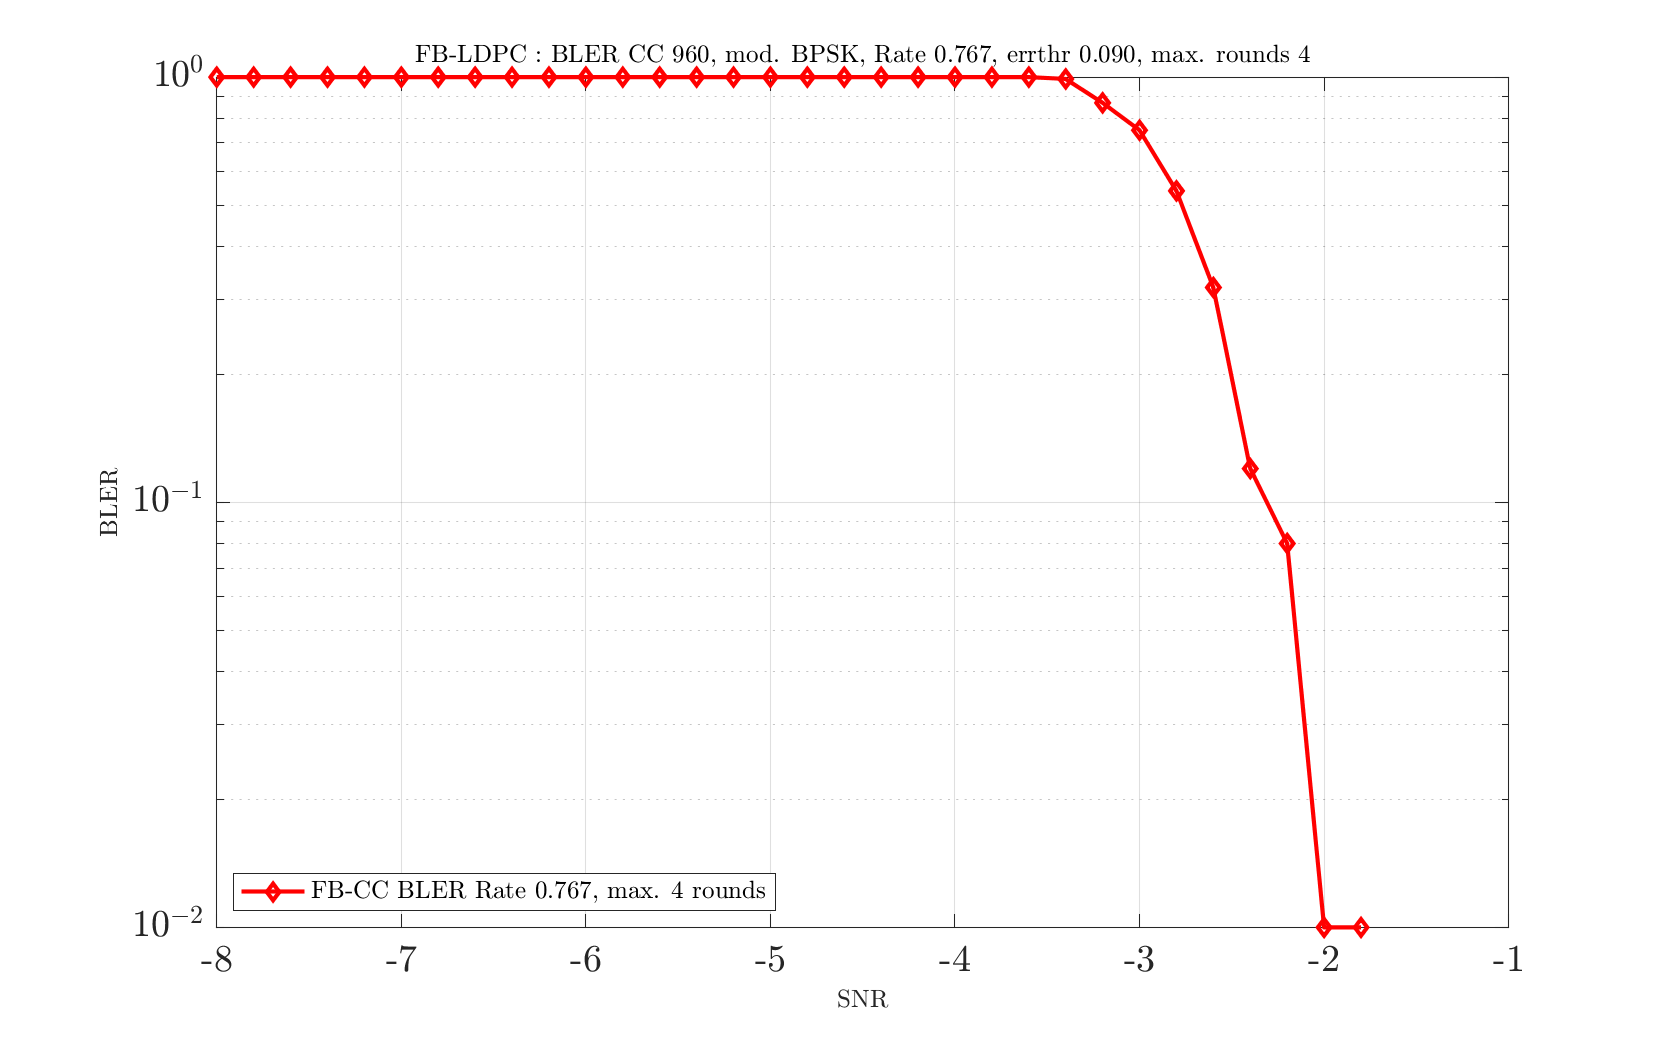 FB-LDPC : BLER CC 960, mod. BPSK, Rate 0.767, errthr 0.090, max. rounds 4
10^0
10^-1
10^-2
BLER
FB-CC BLER Rate 0.767, max. 4 rounds
-8 -7 -6 -5 -4 -3 -2 -1
SNR